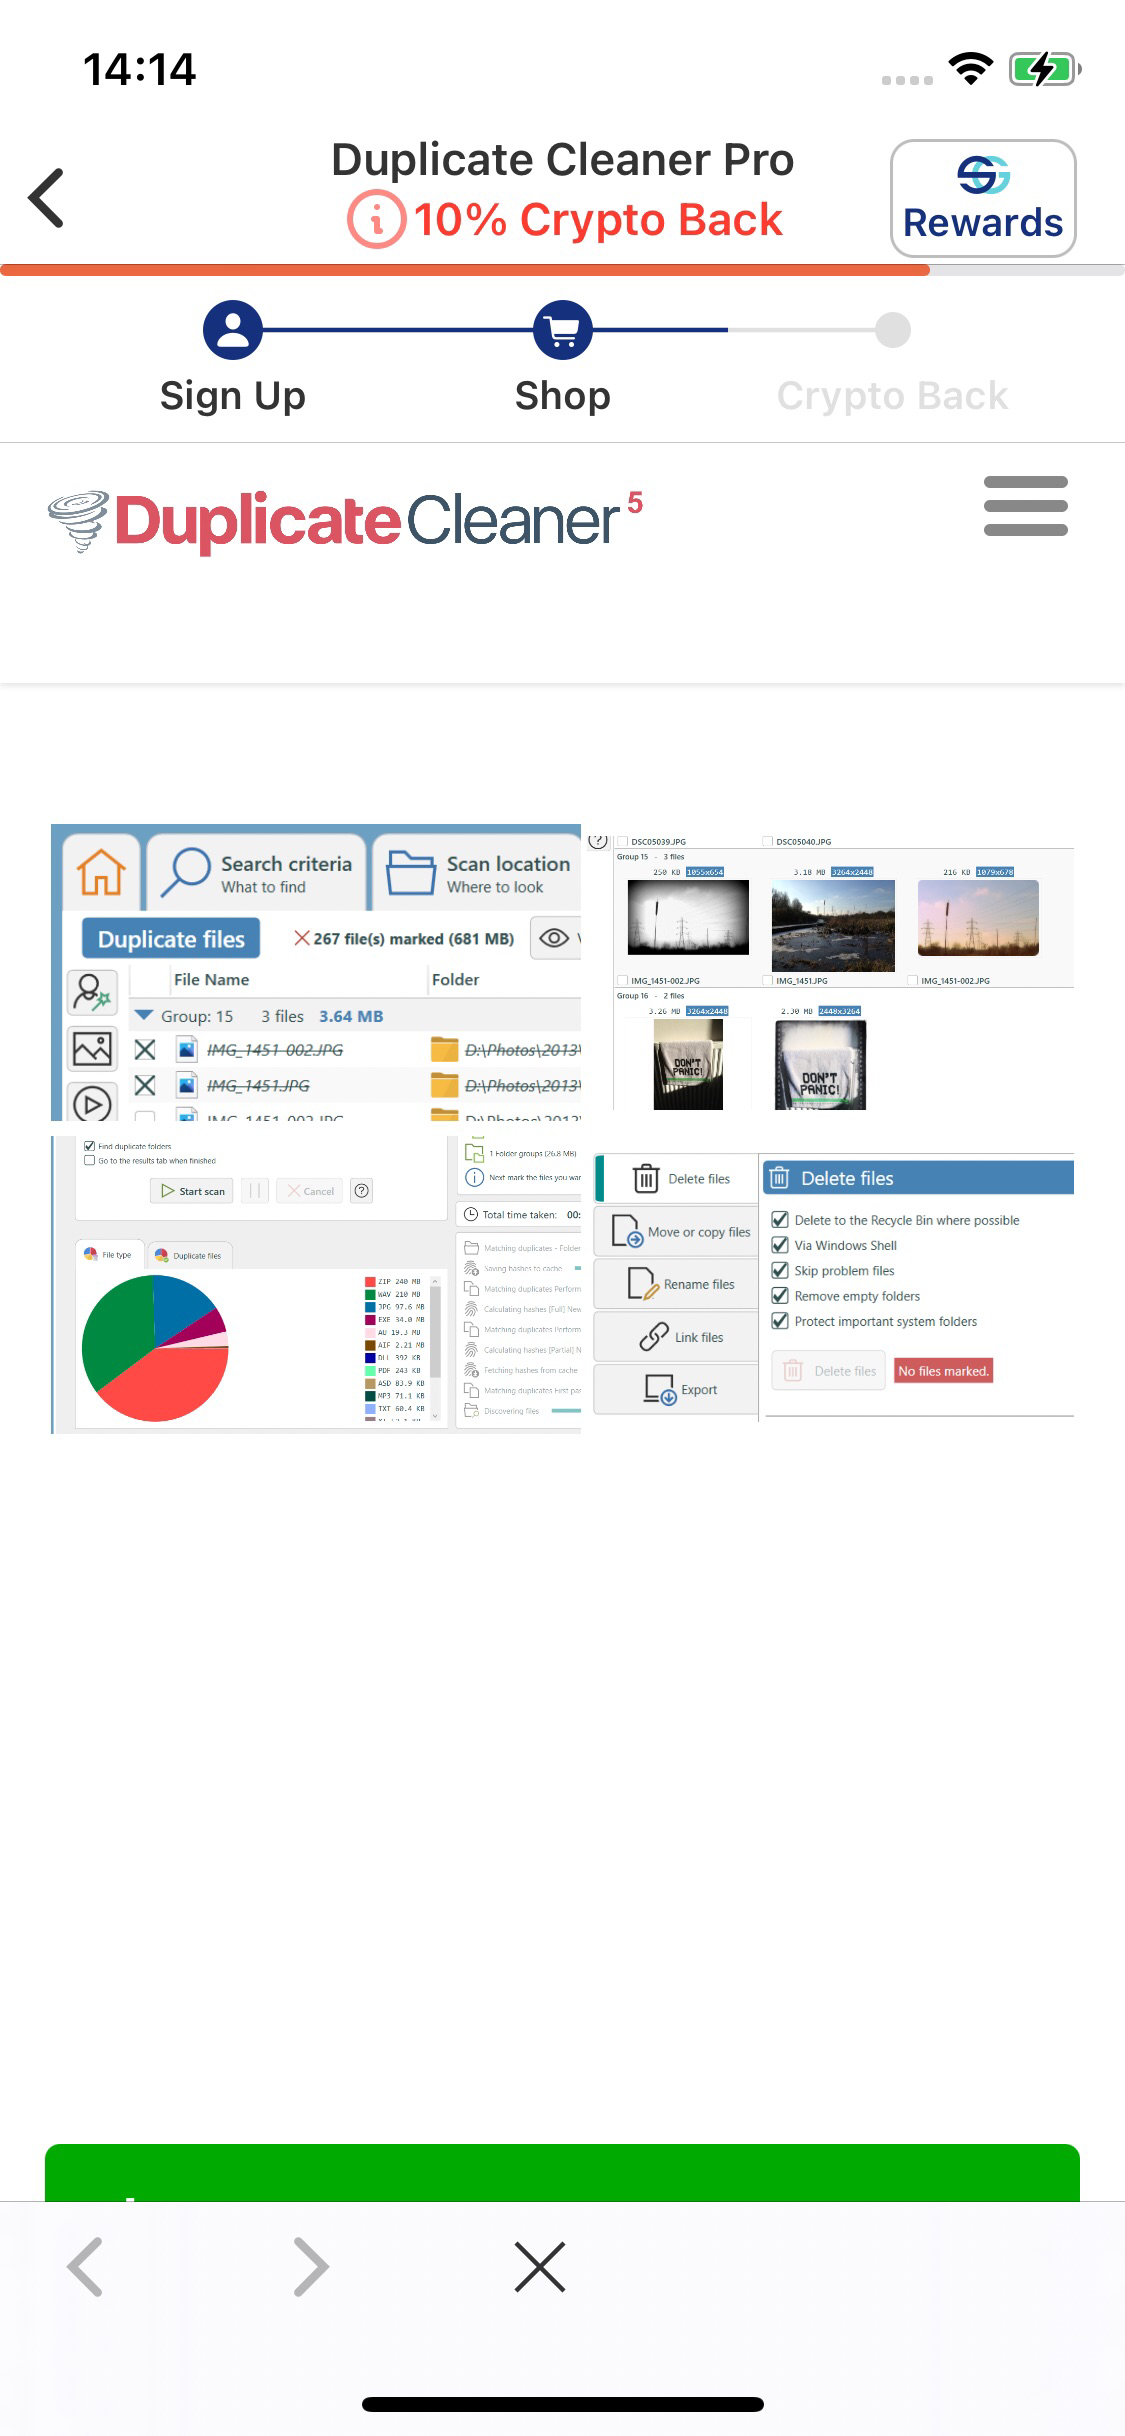 14:14
Duplicate Cleaner Pro
10% Crypto Back
Rewards
Sign Up
Shop
Crypto Back
DuplicateCleaner 5
Search criteria
What to find
Scan location
Where to look
Duplicate files
267 file(s) marked (681 MB)
File Name
Folder
Group: 15 3 files 3.64 MB
IMG_1451-002.JPG
D:\Photos\2013\
IMG_1451.JPG
D:\Photos\2013\
IMG_1451-002.JPG
D:\Photos\2013\
DSC05039.JPG
DSC05040.JPG
Group 15 - 3 files
250 KB 1055x654
3.18 MB 3264x2448
216 KB 1079x670
IMG_1451-002.JPG
IMG_1451.JPG
IMG_1451-002.JPG
Group 16 - 2 files
3.26 MB 3264x2448
2.30 MB 2448x3264
DON'T
PANIC!
DON'T
PANIC!
Find duplicate folders
Go to the results tab when finished
Start scan
Cancel
File type
Duplicate files
ZIP 240 MB
WAV 210 MB
JPG 97.6 MB
EXE 34.0 MB
AU 19.3 MB
AIF 2.21 MB
DLL 392 KB
PDF 243 KB
ASD 83.9 KB
MP3 71.1 KB
TXT 60.4 KB
1 Folder groups (26.8 MB)
Next mark the files you
Total time taken: 00:
Matching duplicates - Folder
Saving hashes to cache
Matching duplicates Perform
Calculating hashes [Full] New
Matching duplicates Perform
Calculating hashes [Partial] N
Fetching hashes from cache
Matching duplicates First pas
Discovering files
Delete files
Move or copy files
Rename files
Link files
Export
Delete files
Delete to the Recycle Bin where possible
Via Windows Shell
Skip problem files
Remove empty folders
Protect important system folders
Delete files
No files marked.